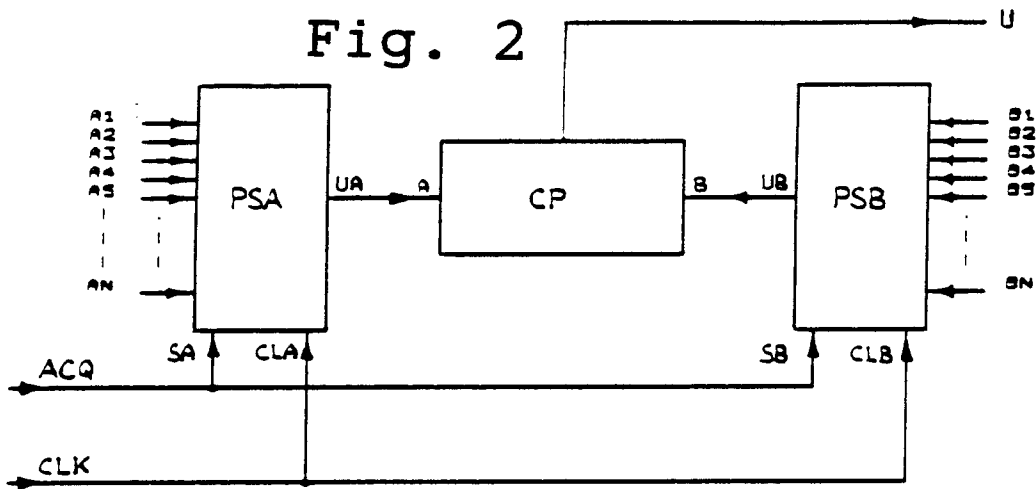 Fig. 2
U
A1
A2
A3
A4
A5
AN
PSA
UA
A
CP
B
UB
PSB
B1
B2
B3
B4
B5
BN
SA
CLA
SB
CLB
ACQ
CLK